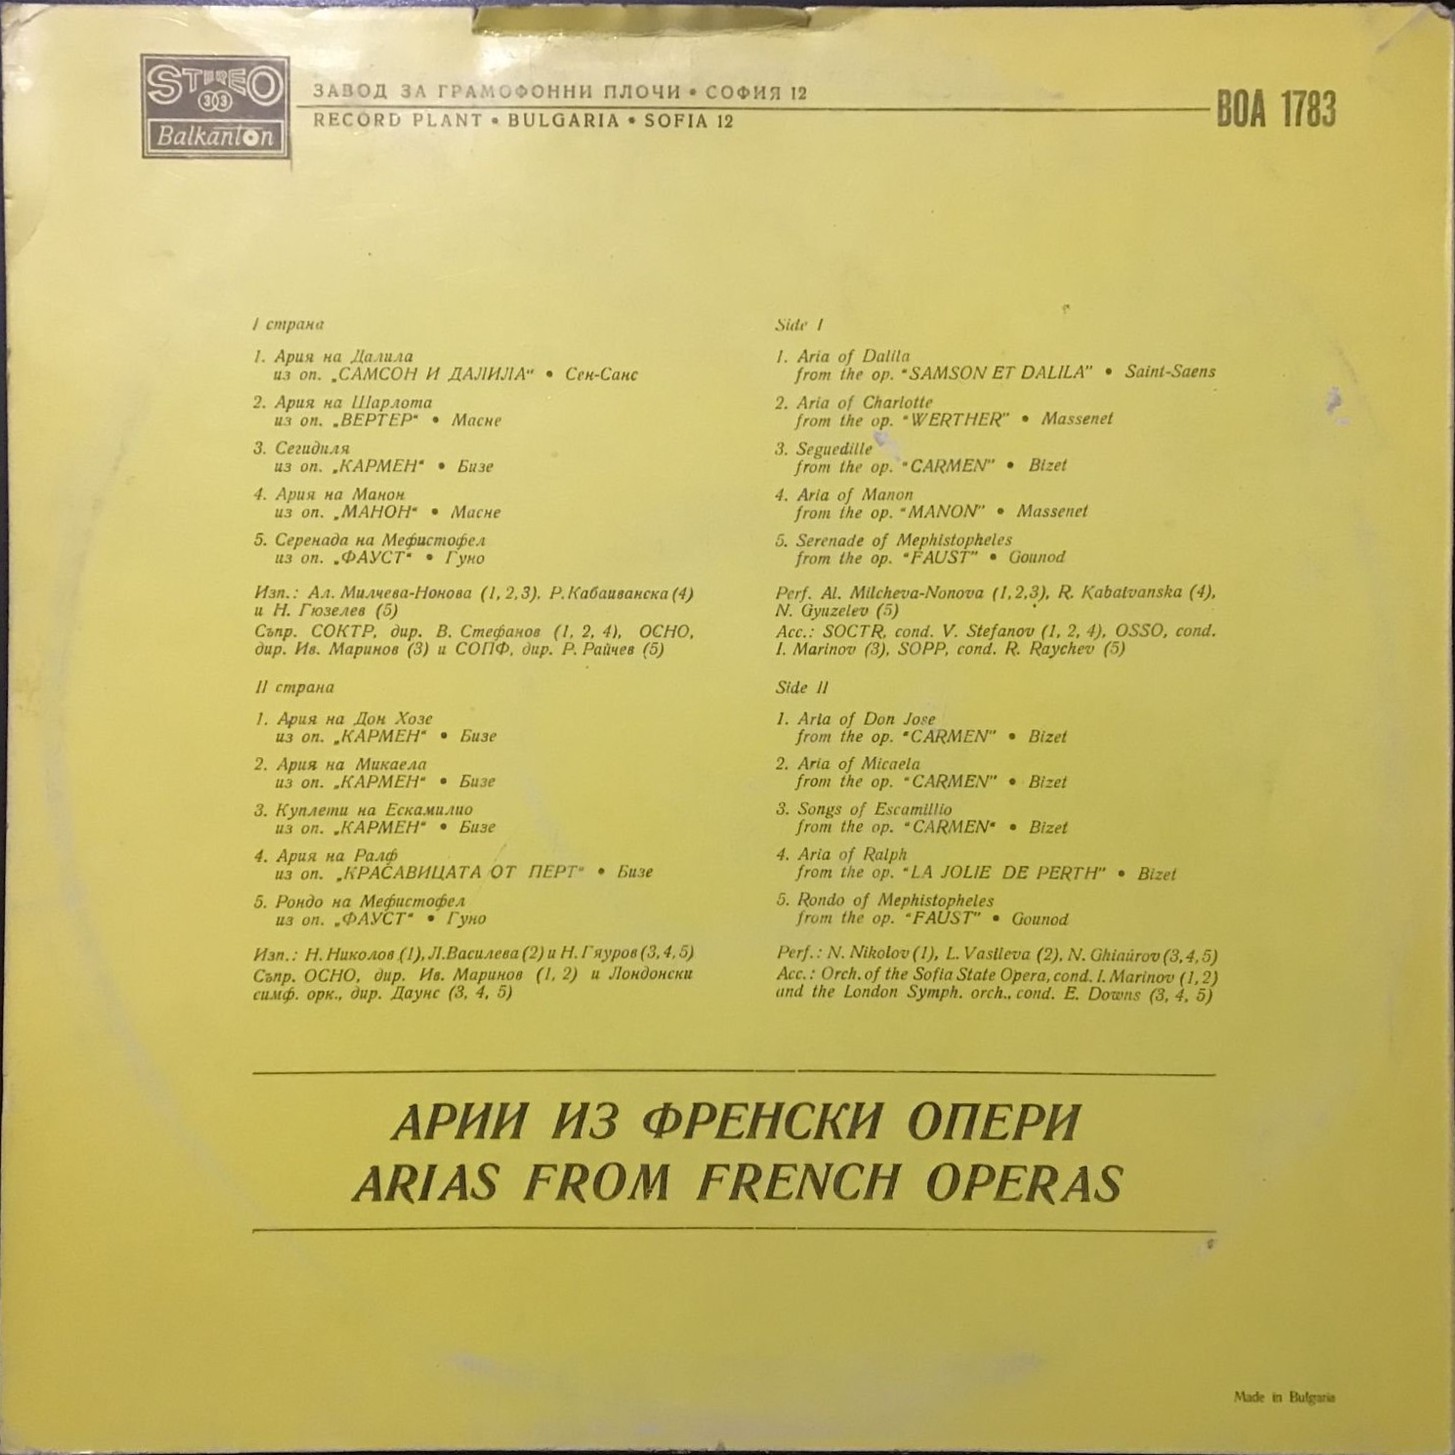 STEREO
33
Balkanton
ЗАВОД ЗА ГРАМОФОННИ ПЛОЧИ • СОФИЯ 12
RECORD PLANT • BULGARIA • SOFIA 12
ВОА 1783
I страна
1. Ария на Далила
из оп. „САМСОН И ДАЛИЛА“ • Сен-Санс
2. Ария на Шарлота
из оп. „ВЕРТЕР“ • Масне
3. Сегидиля
из оп. „КАРМЕН“ • Бизе
4. Ария на Манон
из оп. „МАНОН“ • Масне
5. Серенада на Мефистофел
из оп. „ФАУСТ“ • Гуно
Изп.: Ал. Милчева-Нонова (1, 2, 3). Р. Кабаиванска (4)
и Н. Гюзелев (5)
Съпр. СОКТР, дир. В. Стефанов (1, 2, 4), ОСНО,
дир. Ив. Маринов (3) и СОПФ, дир. Р. Райчев (5)
II страна
1. Ария на Дон Хозе
из оп. „КАРМЕН“ • Бизе
2. Ария на Микаела
из оп. „КАРМЕН“ • Бизе
3. Куплети на Ескамилио
из оп. „КАРМЕН“ • Бизе
4. Ария на Ралф
из оп. „КРАСАВИЦАТА ОТ ПЕРТ“ • Бизе
5. Рондо на Мефистофел
из оп. „ФАУСТ“ • Гуно
Изп.: Н. Николов (1), Л. Василева (2) и Н. Гяуров (3, 4, 5)
Съпр. ОСНО, дир. Ив. Маринов (1, 2) и Лондонски
симф. орк., дир. Даунс (3, 4, 5)
Side I
1. Aria of Dalila
from the op. “SAMSON ET DALILA” • Saint-Saens
2. Aria of Charlotte
from the op. “WERTHER” • Massenet
3. Seguedille
from the op. “CARMEN” • Bizet
4. Aria of Manon
from the op. “MANON” • Massenet
5. Serenade of Mephistopheles
from the op. “FAUST” • Gounod
Perf. Al. Milcheva-Nonova (1,2,3), R. Kabaivanska (4),
N. Gyuzelev (5)
Acc.: SOCTR, cond. V. Stefanov (1, 2, 4), OSSO, cond.
I. Marinov (3), SOPP, cond. R. Raychev (5)
Side II
1. Aria of Don Jose
from the op. “CARMEN” • Bizet
2. Aria of Micaela
from the op. “CARMEN” • Bizet
3. Songs of Escamillio
from the op. “CARMEN“ • Bizet
4. Aria of Ralph
from the op. “LA JOLIE DE PERTH” • Bizet
5. Rondo of Mephistopheles
from the op. “FAUST” • Gounod
Perf.: N. Nikolov (1), L. Vasileva (2), N. Ghiaúrov (3,4,5)
Acc.: Orch. of the Sofia State Opera, cond. I. Marinov (1,2)
and the London Symph. orch., cond. E. Downs (3, 4, 5)
АРИИ ИЗ ФРЕНСКИ ОПЕРИ
ARIAS FROM FRENCH OPERAS
Made in Bulgaria